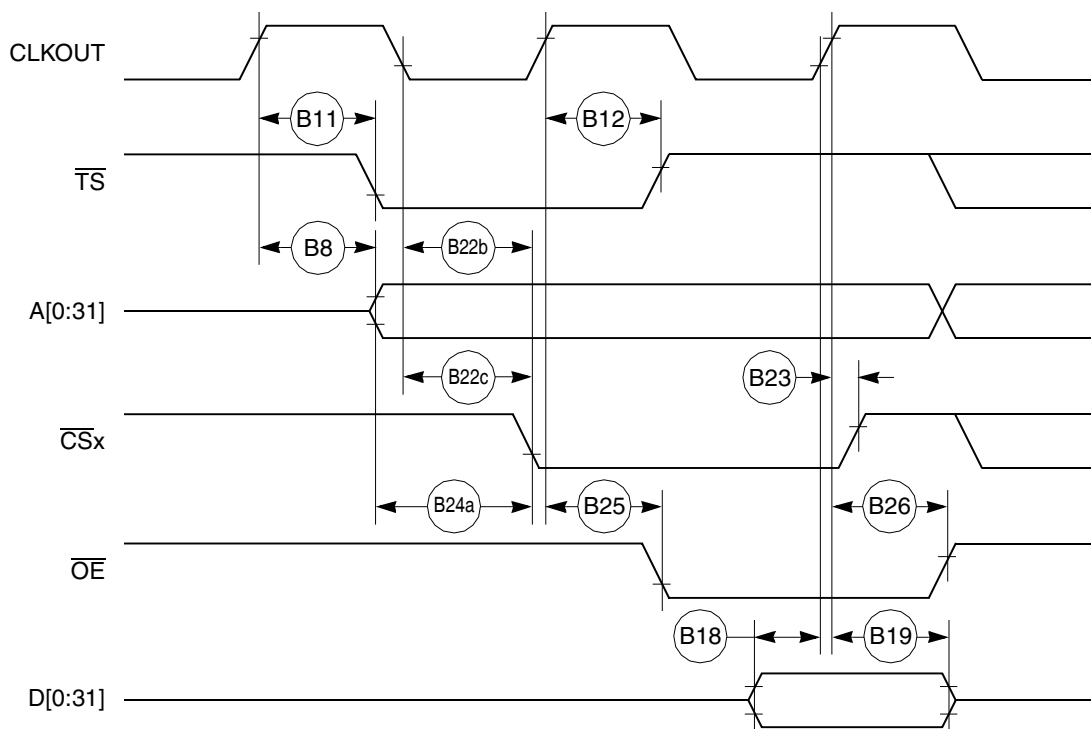 CLKOUT
B11
B12
TS
B8
B22b
A[0:31]
B22c
B23
CSx
B24a
B25
B26
OE
B18
B19
D[0:31]